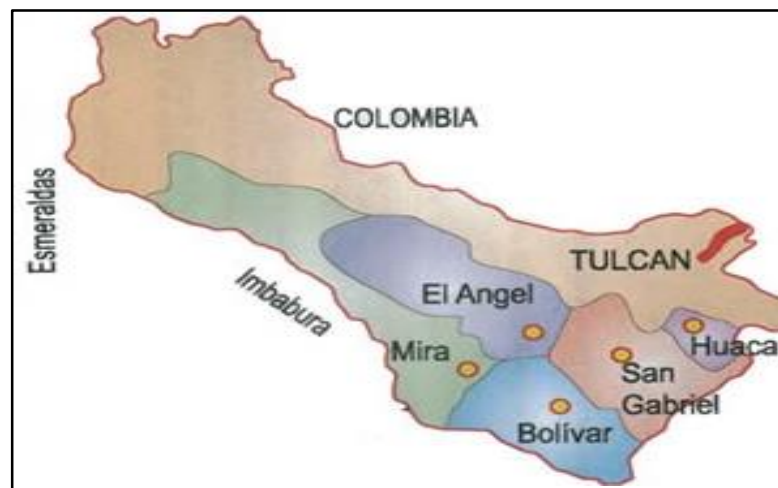 COLOMBIA
Esmeraldas
TULCAN
Imbabura
El Angel
Mira
Huaca
San
Gabriel
Bolívar